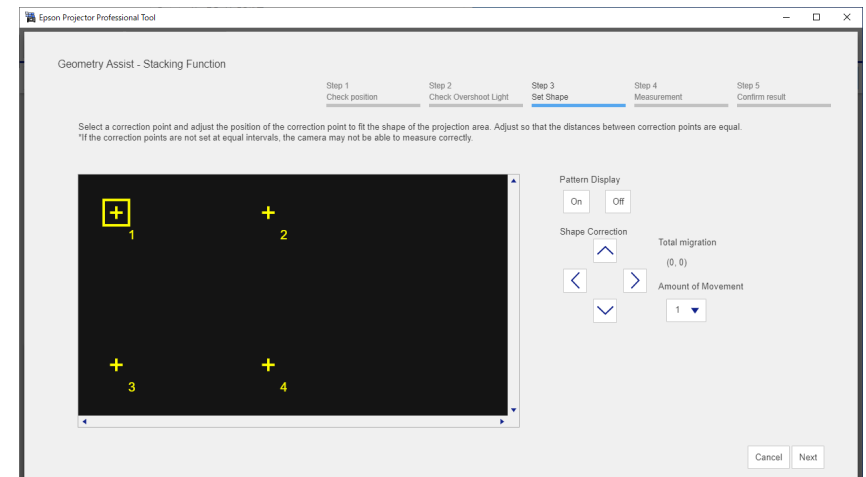 Epson Projector Professional Tool
Geometry Assist - Stacking Function
Step 1
Check position
Step 2
Check Overshoot Light
Step 3
Set Shape
Step 4
Measurement
Step 5
Confirm result
Select a correction point and adjust the position of the correction point to fit the shape of the projection area. Adjust so that the distances between correction points are equal.
*If the correction points are not set at equal intervals, the camera may not be able to measure correctly.
1
2
3
4
Pattern Display
On
Off
Shape Correction
Total migration
(0, 0)
Amount of Movement
1
Cancel
Next